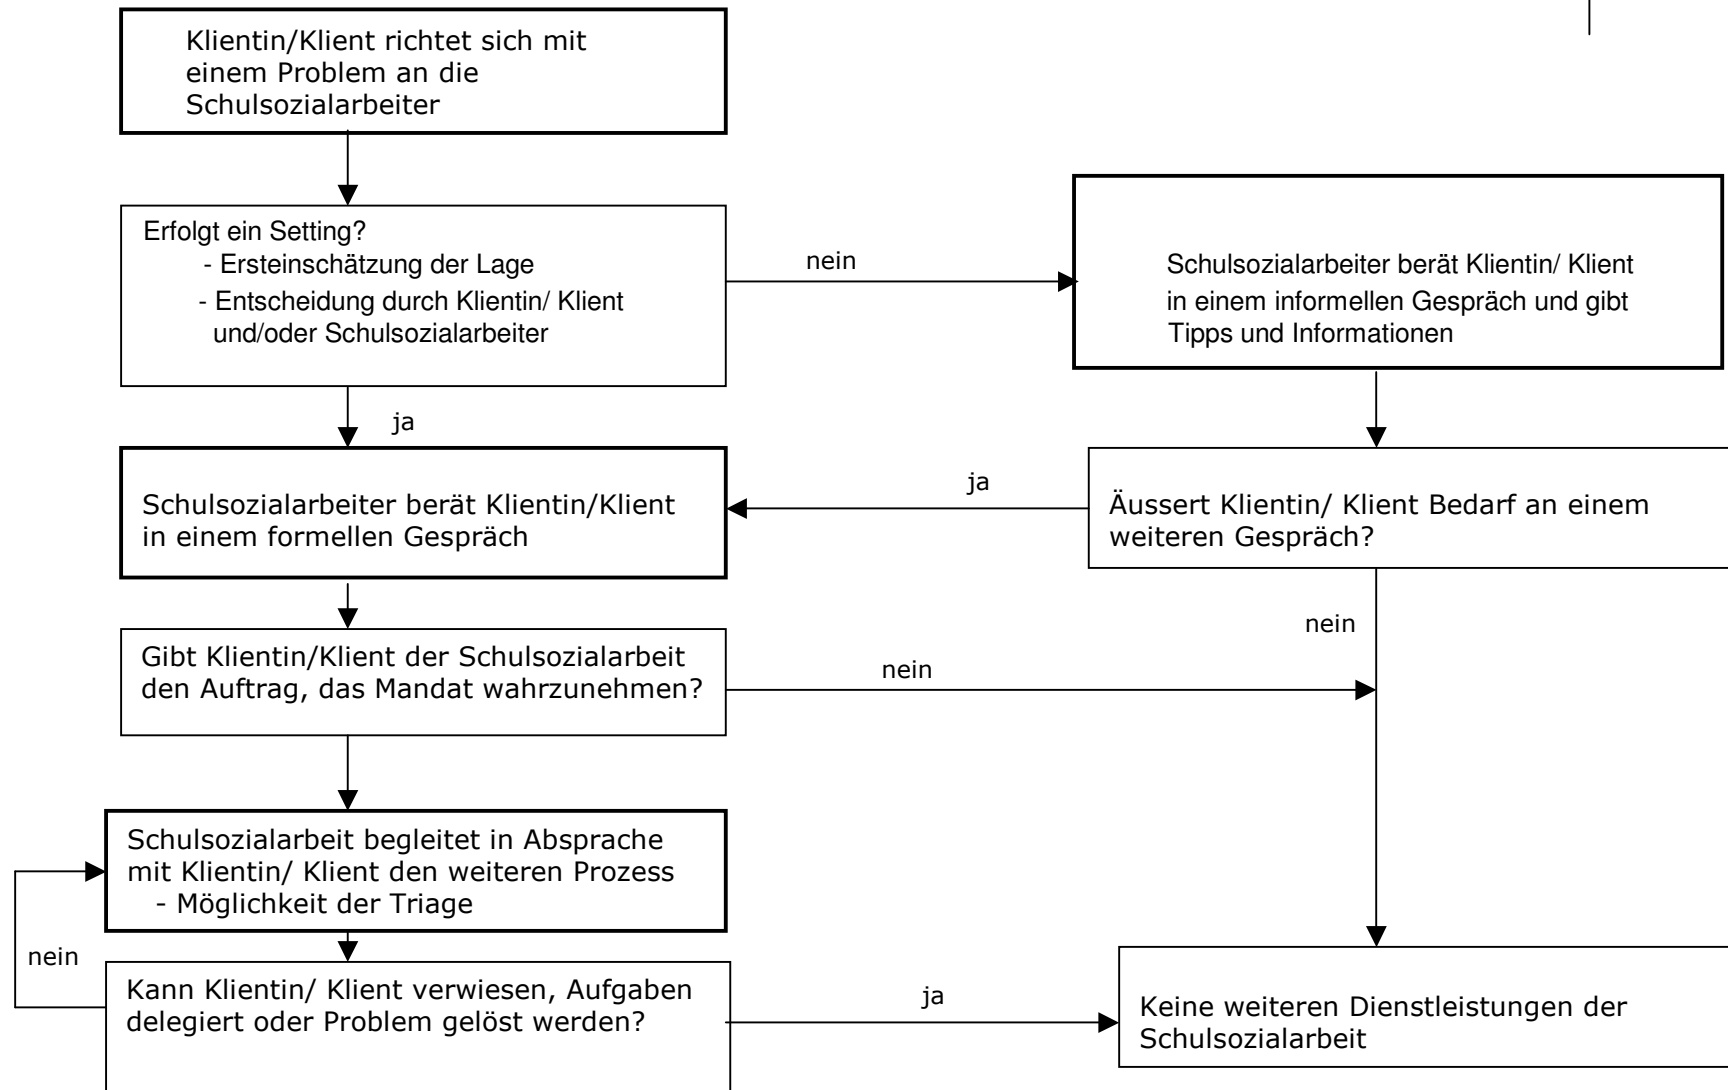 Klientin/Klient richtet sich mit
einem Problem an die
Schulsozialarbeiter
Erfolgt ein Setting?
- Ersteinschätzung der Lage
- Entscheidung durch Klientin/ Klient
und/oder Schulsozialarbeiter
nein
Schulsozialarbeiter berät Klientin/ Klient
in einem informellen Gespräch und gibt
Tipps und Informationen
ja
Schulsozialarbeiter berät Klientin/Klient
in einem formellen Gespräch
ja
Äussert Klientin/ Klient Bedarf an einem
weiteren Gespräch?
nein
Gibt Klientin/Klient der Schulsozialarbeit
den Auftrag, das Mandat wahrzunehmen?
nein
Schulsozialarbeit begleitet in Absprache
mit Klientin/ Klient den weiteren Prozess
- Möglichkeit der Triage
nein
Kann Klientin/ Klient verwiesen, Aufgaben
delegiert oder Problem gelöst werden?
ja
Keine weiteren Dienstleistungen der
Schulsozialarbeit